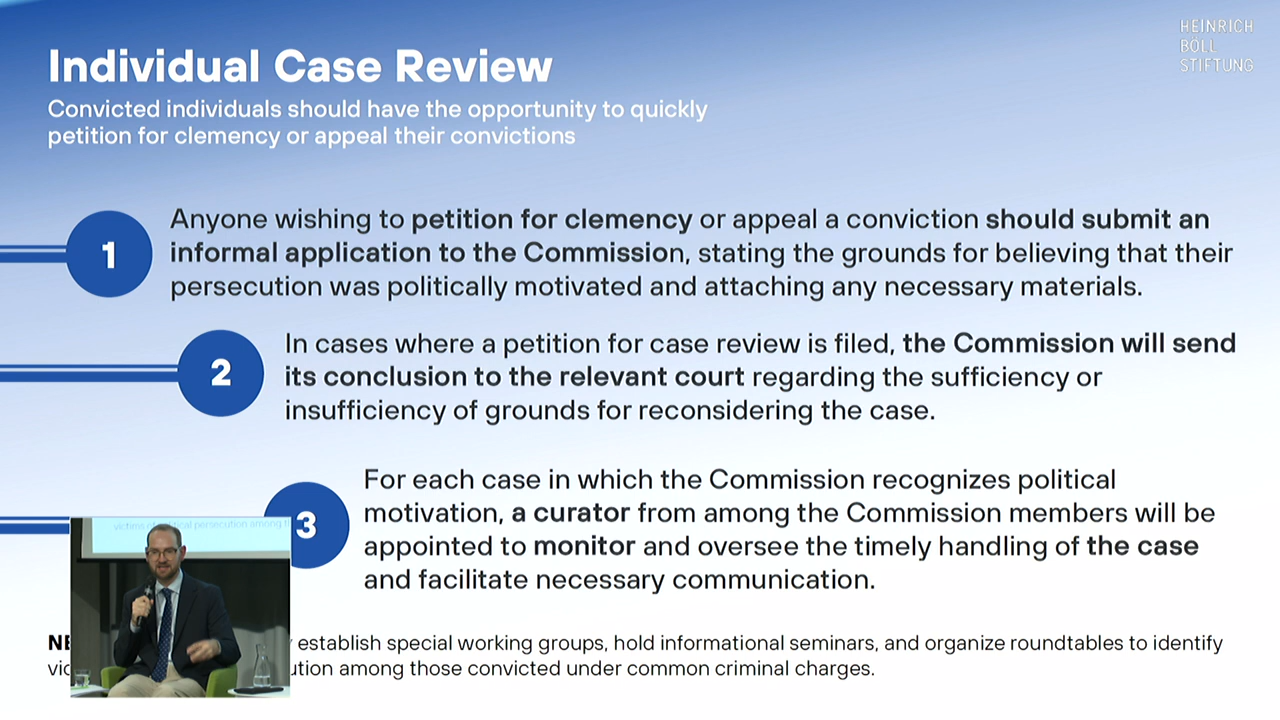 HEINRICH
BÖLL
STIFTUNG
Individual Case Review
Convicted individuals should have the opportunity to quickly
petition for clemency or appeal their convictions
1
Anyone wishing to petition for clemency or appeal a conviction should submit an
informal application to the Commission, stating the grounds for believing that their
persecution was politically motivated and attaching any necessary materials.
2
In cases where a petition for case review is filed, the Commission will send
its conclusion to the relevant court regarding the sufficiency or
insufficiency of grounds for reconsidering the case.
3
For each case in which the Commission recognizes political
motivation, a curator from among the Commission members will be
appointed to monitor and oversee the timely handling of the case
and facilitate necessary communication.
establish special working groups, hold informational seminars, and organize roundtables to identify
among those convicted under common criminal charges.
persecution among